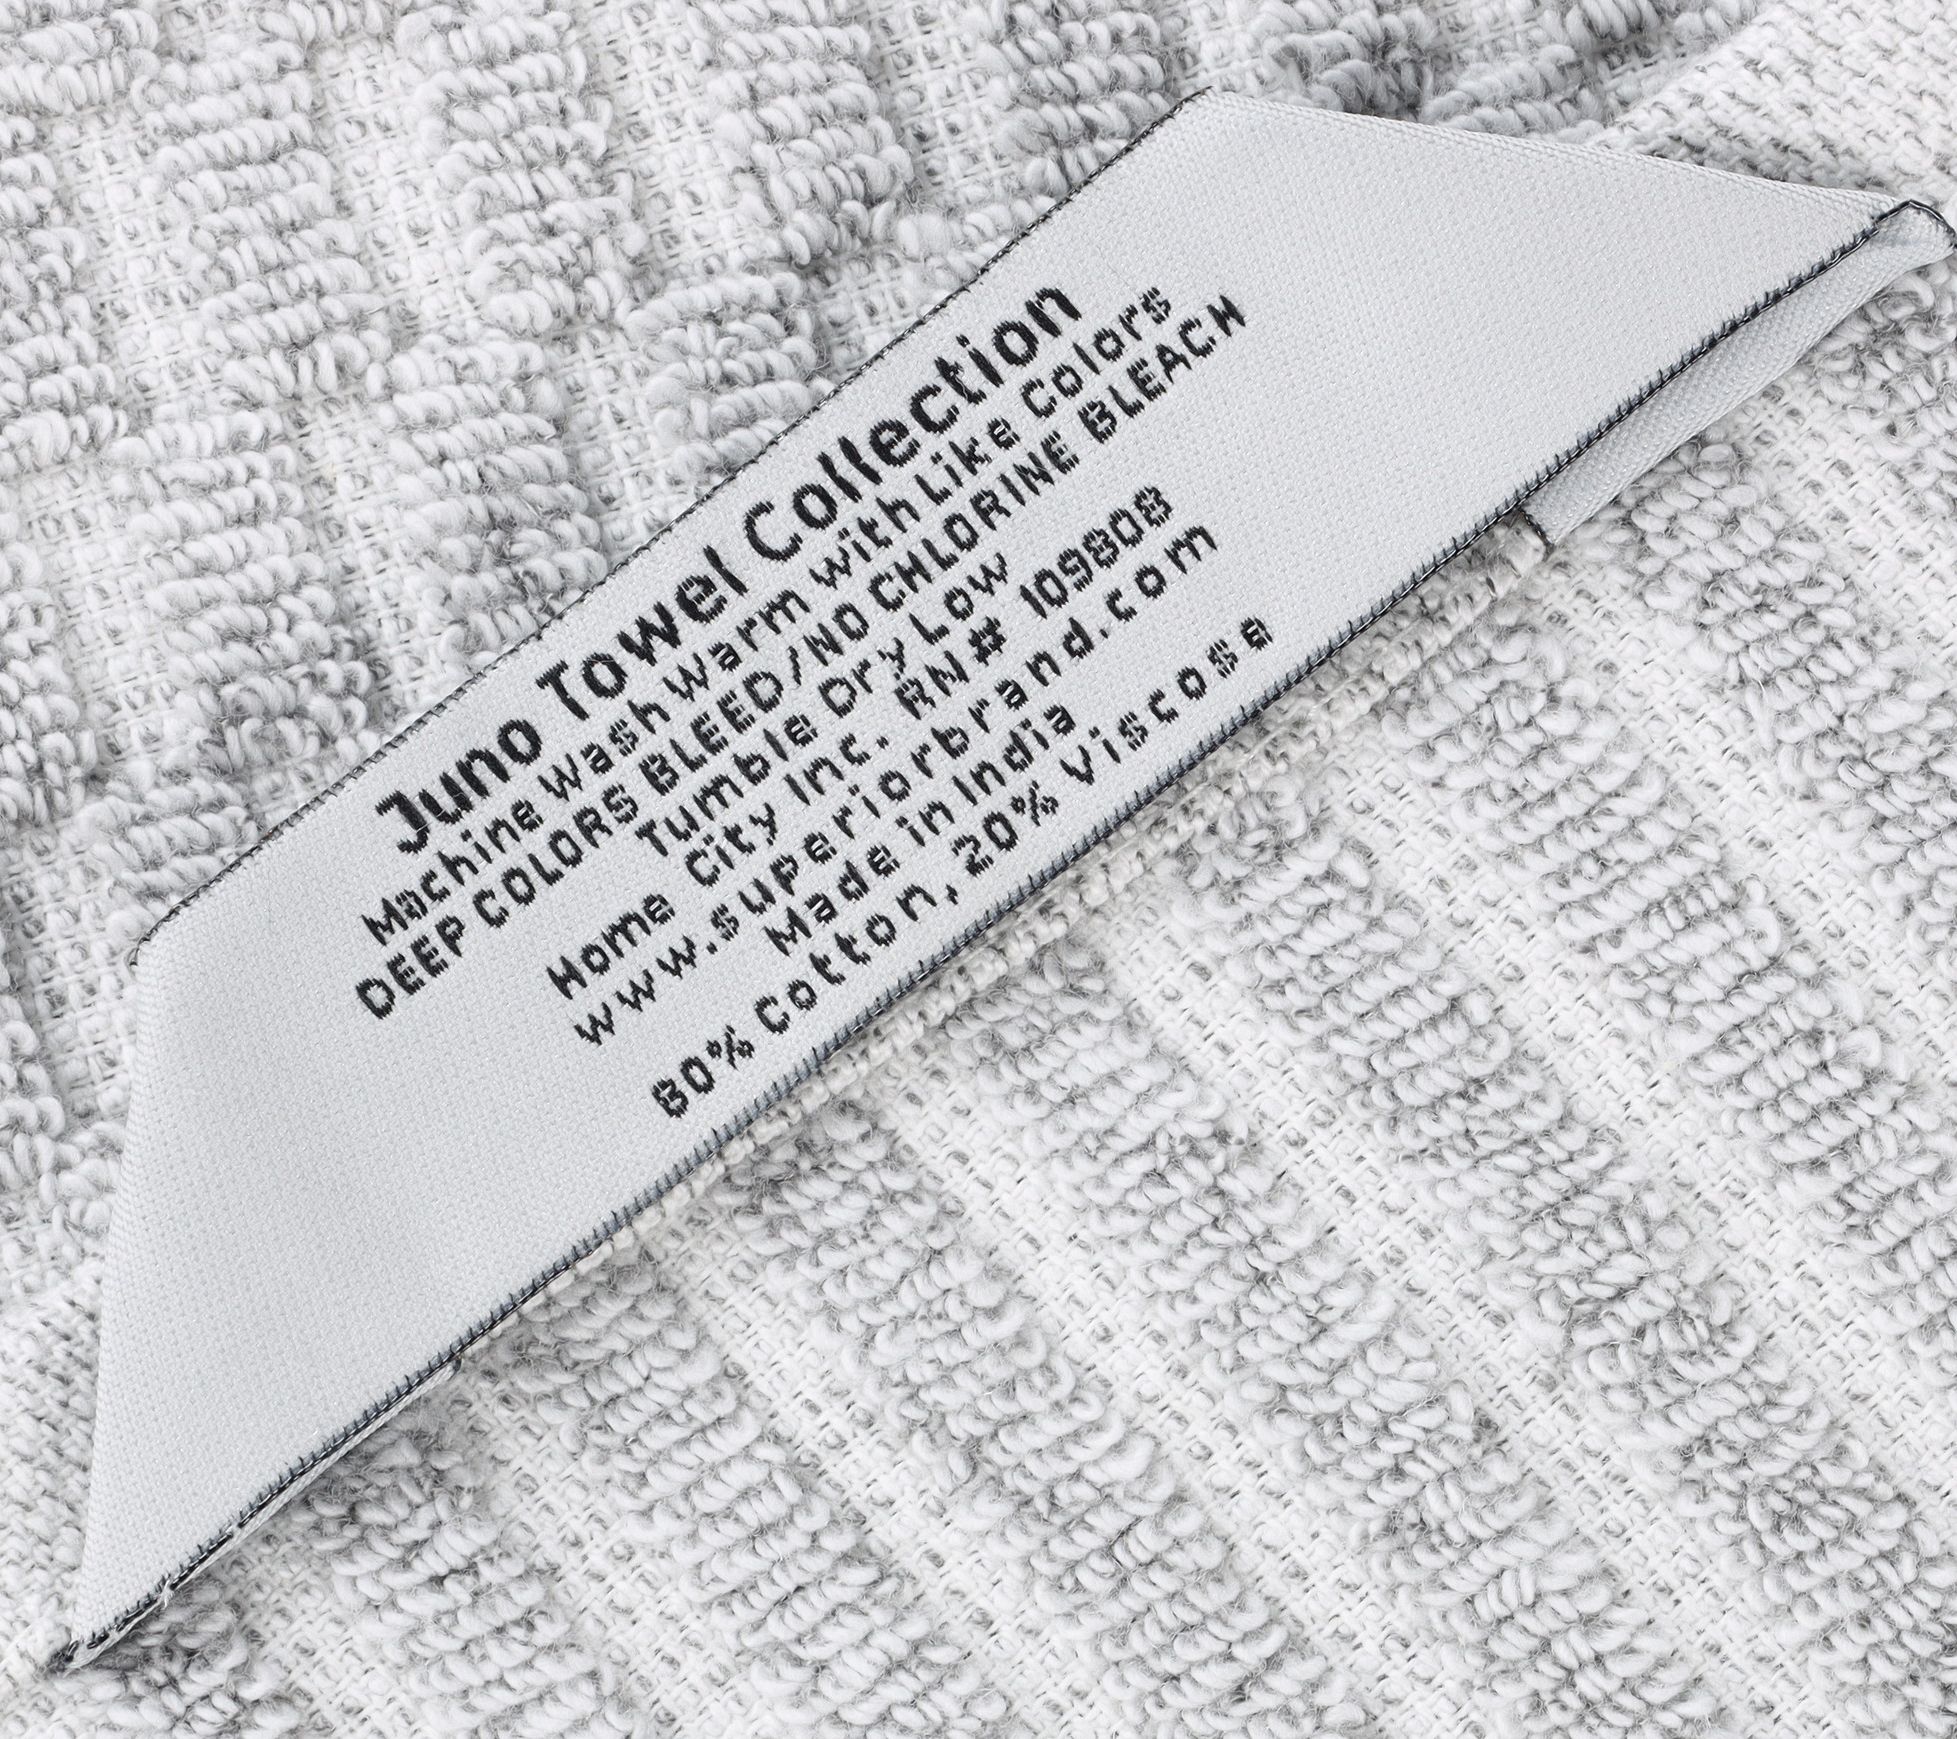 Juno Towel Collection
Machine Wash Warm with Like Colors
DEEP COLORS BLEED/NO CHLORINE BLEACH
Tumble Dry Low
Home City Inc. RN# 109808
www.superiorbrand.com
Made in India
80% Cotton, 20% Viscose